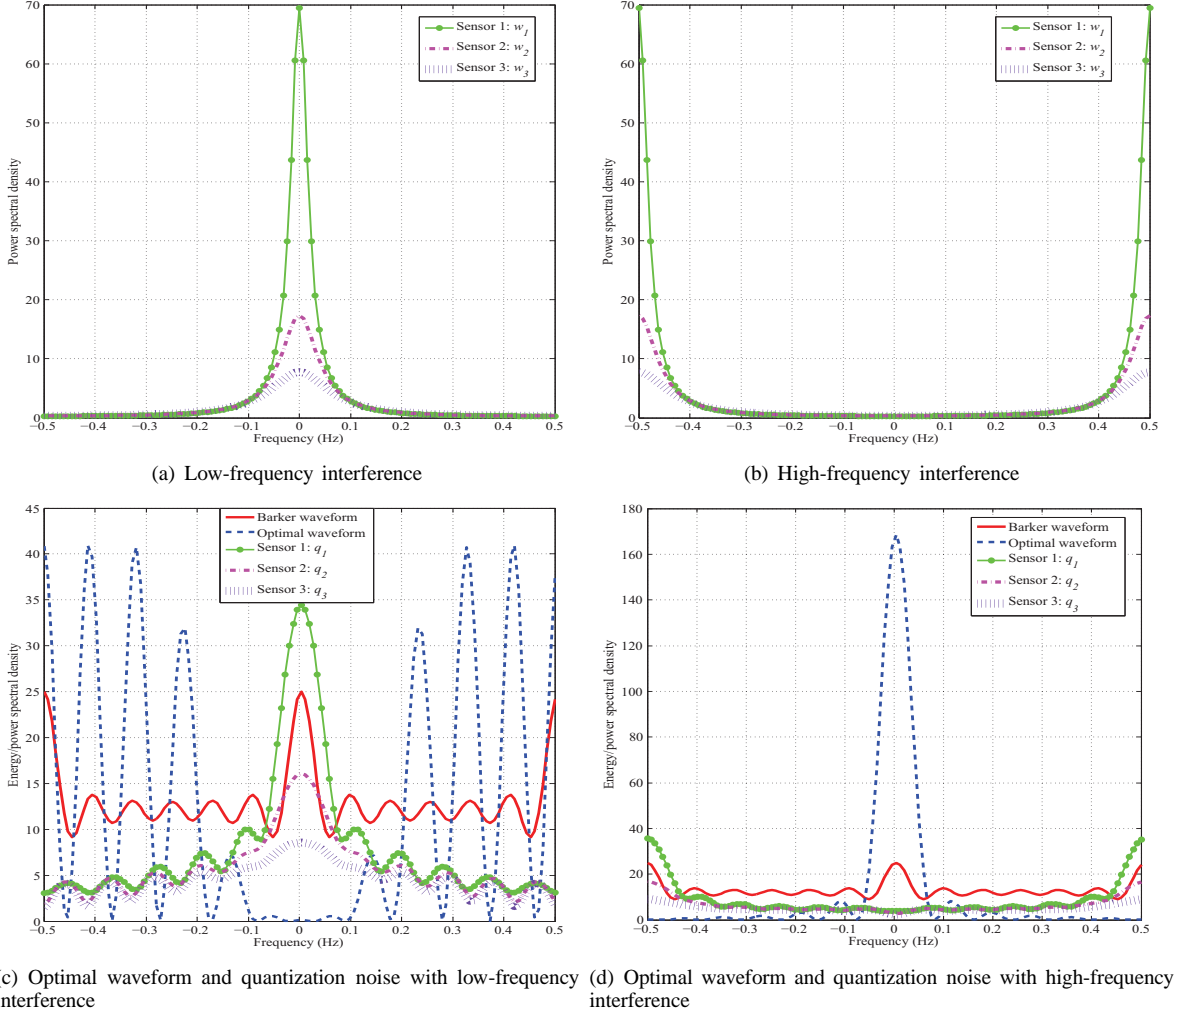 70
60
50
40
30
20
10
0
Power spectral density
−0.5 −0.4 −0.3 −0.2 −0.1 0 0.1 0.2 0.3 0.4 0.5
Frequency (Hz)
Sensor 1: w1
Sensor 2: w2
Sensor 3: w3
(a) Low-frequency interference
70
60
50
40
30
20
10
0
Power spectral density
−0.5 −0.4 −0.3 −0.2 −0.1 0 0.1 0.2 0.3 0.4 0.5
Frequency (Hz)
Sensor 1: w1
Sensor 2: w2
Sensor 3: w3
(b) High-frequency interference
45
40
35
30
25
20
15
10
5
0
Energy/power spectral density
−0.5 −0.4 −0.3 −0.2 −0.1 0 0.1 0.2 0.3 0.4 0.5
Frequency (Hz)
Barker waveform
Optimal waveform
Sensor 1: q1
Sensor 2: q2
Sensor 3: q3
(c) Optimal waveform and quantization noise with low-frequency
interference
180
160
140
120
100
80
60
40
20
0
Energy/power spectral density
−0.5 −0.4 −0.3 −0.2 −0.1 0 0.1 0.2 0.3 0.4 0.5
Frequency (Hz)
Barker waveform
Optimal waveform
Sensor 1: q1
Sensor 2: q2
Sensor 3: q3
(d) Optimal waveform and quantization noise with high-frequency
interference